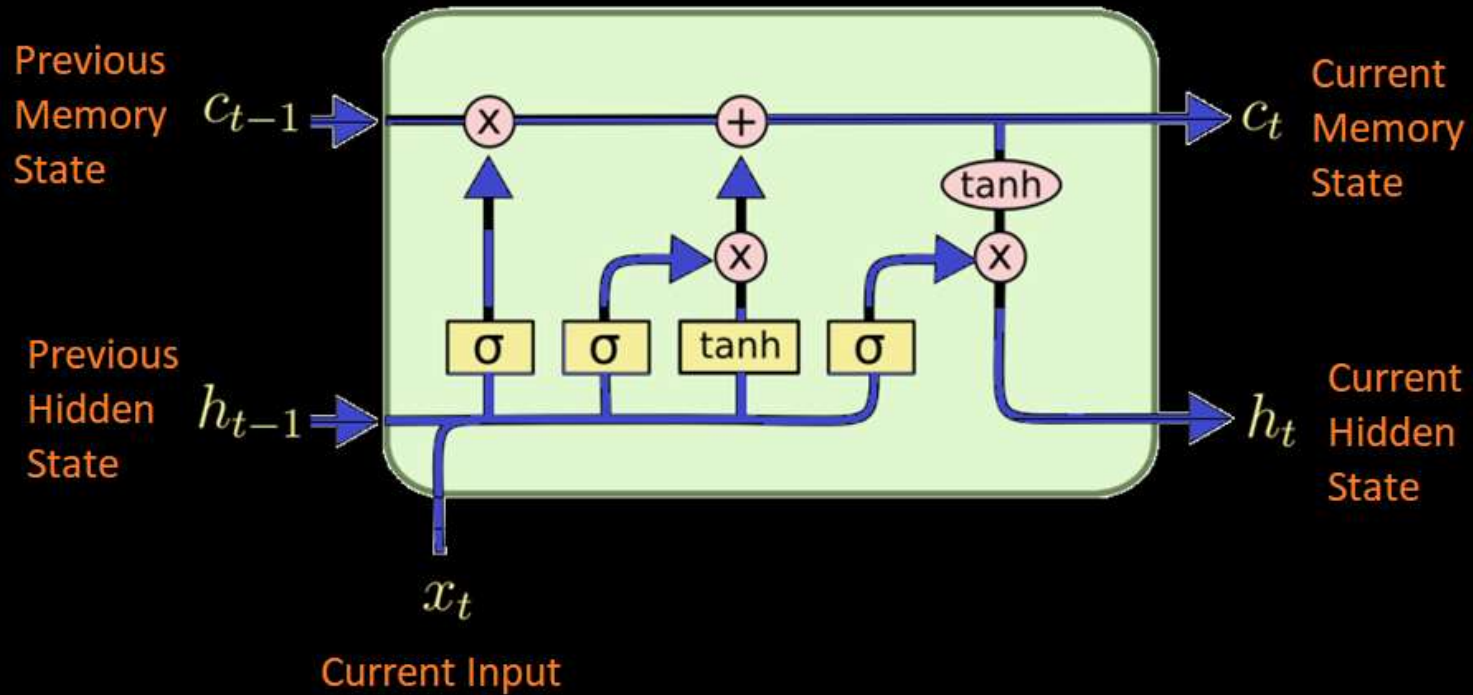 Previous
Memory
State
c_{t-1}
x
+
c_t
Current
Memory
State
tanh
x
x
σ
σ
tanh
σ
Previous
Hidden
State
h_{t-1}
h_t
Current
Hidden
State
x_t
Current Input